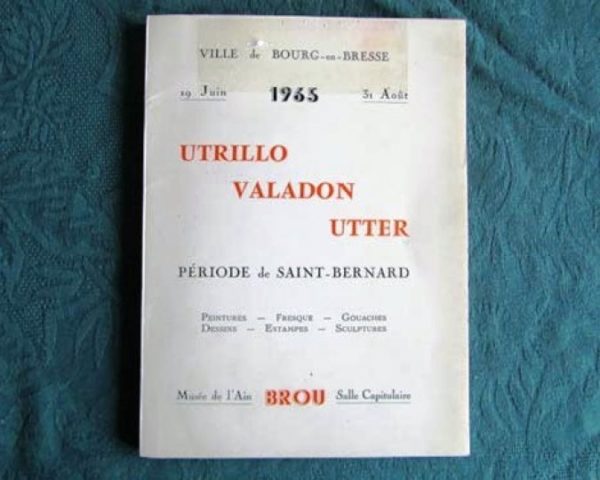 VILLE de BOURG-en-BRESSE
19 Juin 1965 31 Août
UTRILLO
VALADON
UTTER
PÉRIODE de SAINT-BERNARD
PEINTURES — FRESQUE — GOUACHES
DESSINS — ESTAMPES — SCULPTURES
Musée de l'Ain BROU Salle Capitulaire